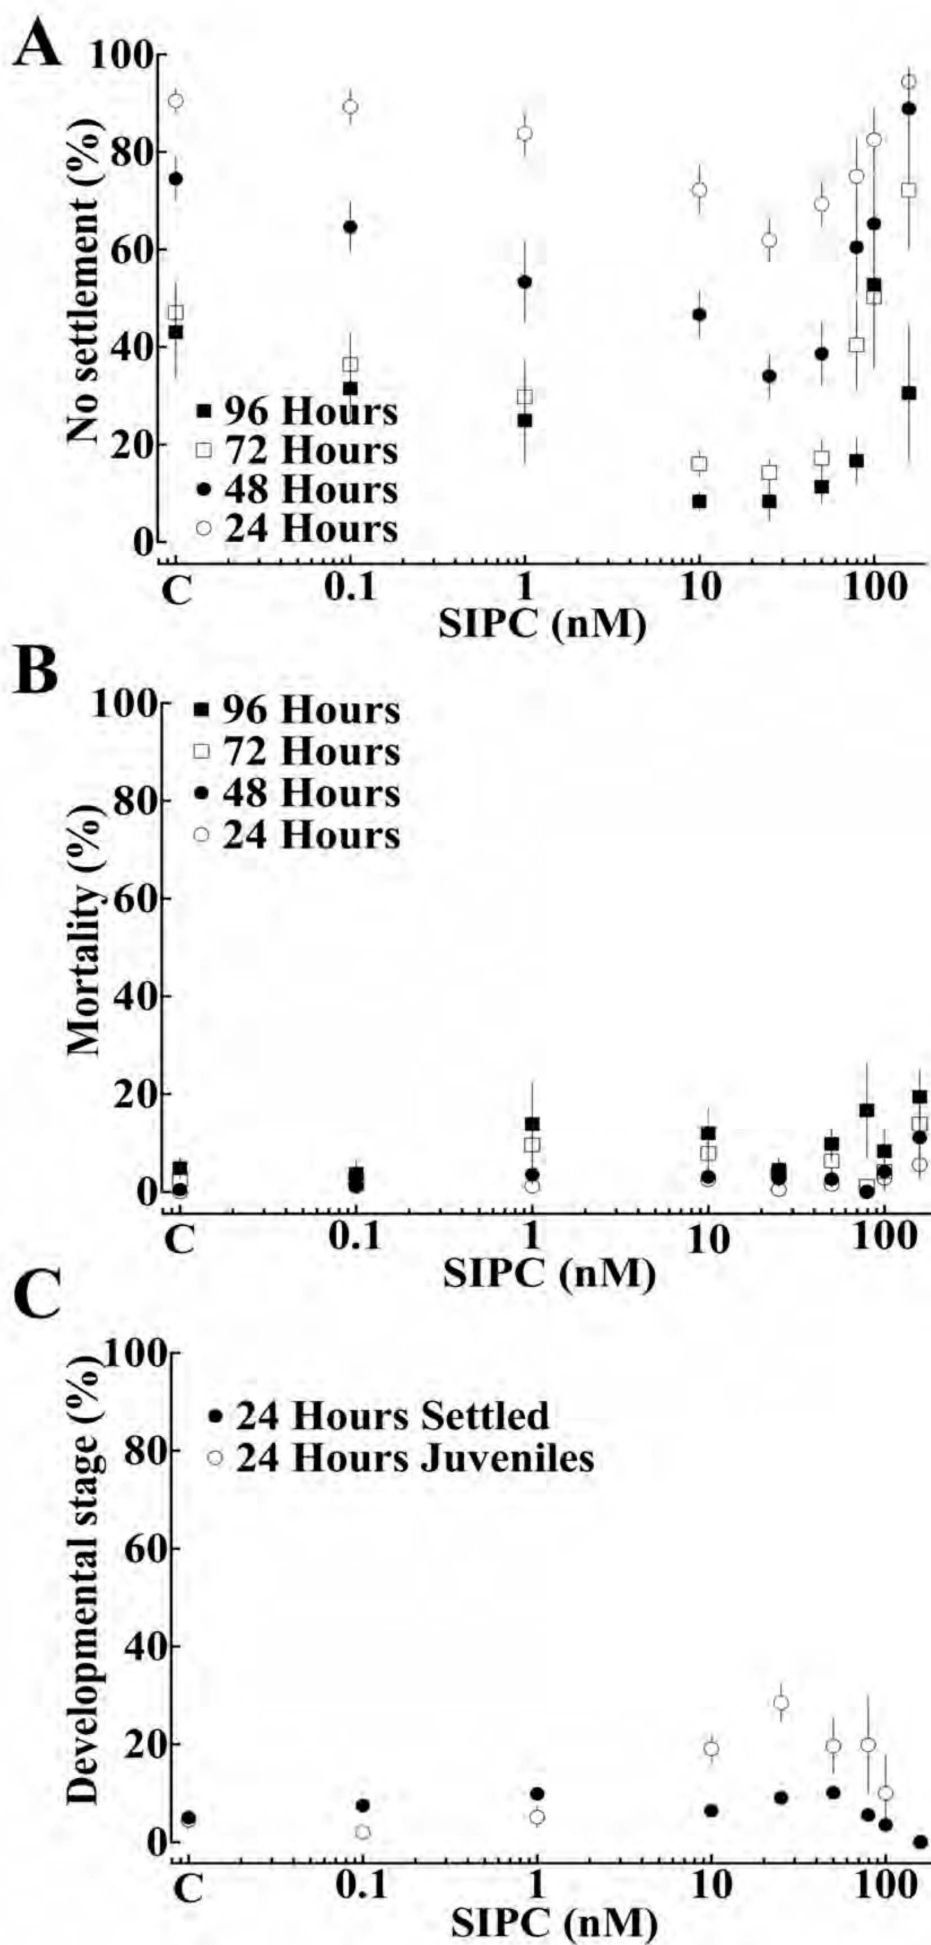 A
No settlement (%)
100
80
60
40
20
0
96 Hours
72 Hours
48 Hours
24 Hours
C 0.1 1 10 100
SIPC (nM)
B
Mortality (%)
100
80
60
40
20
0
96 Hours
72 Hours
48 Hours
24 Hours
C 0.1 1 10 100
SIPC (nM)
C
Developmental stage (%)
100
80
60
40
20
0
24 Hours Settled
24 Hours Juveniles
C 0.1 1 10 100
SIPC (nM)